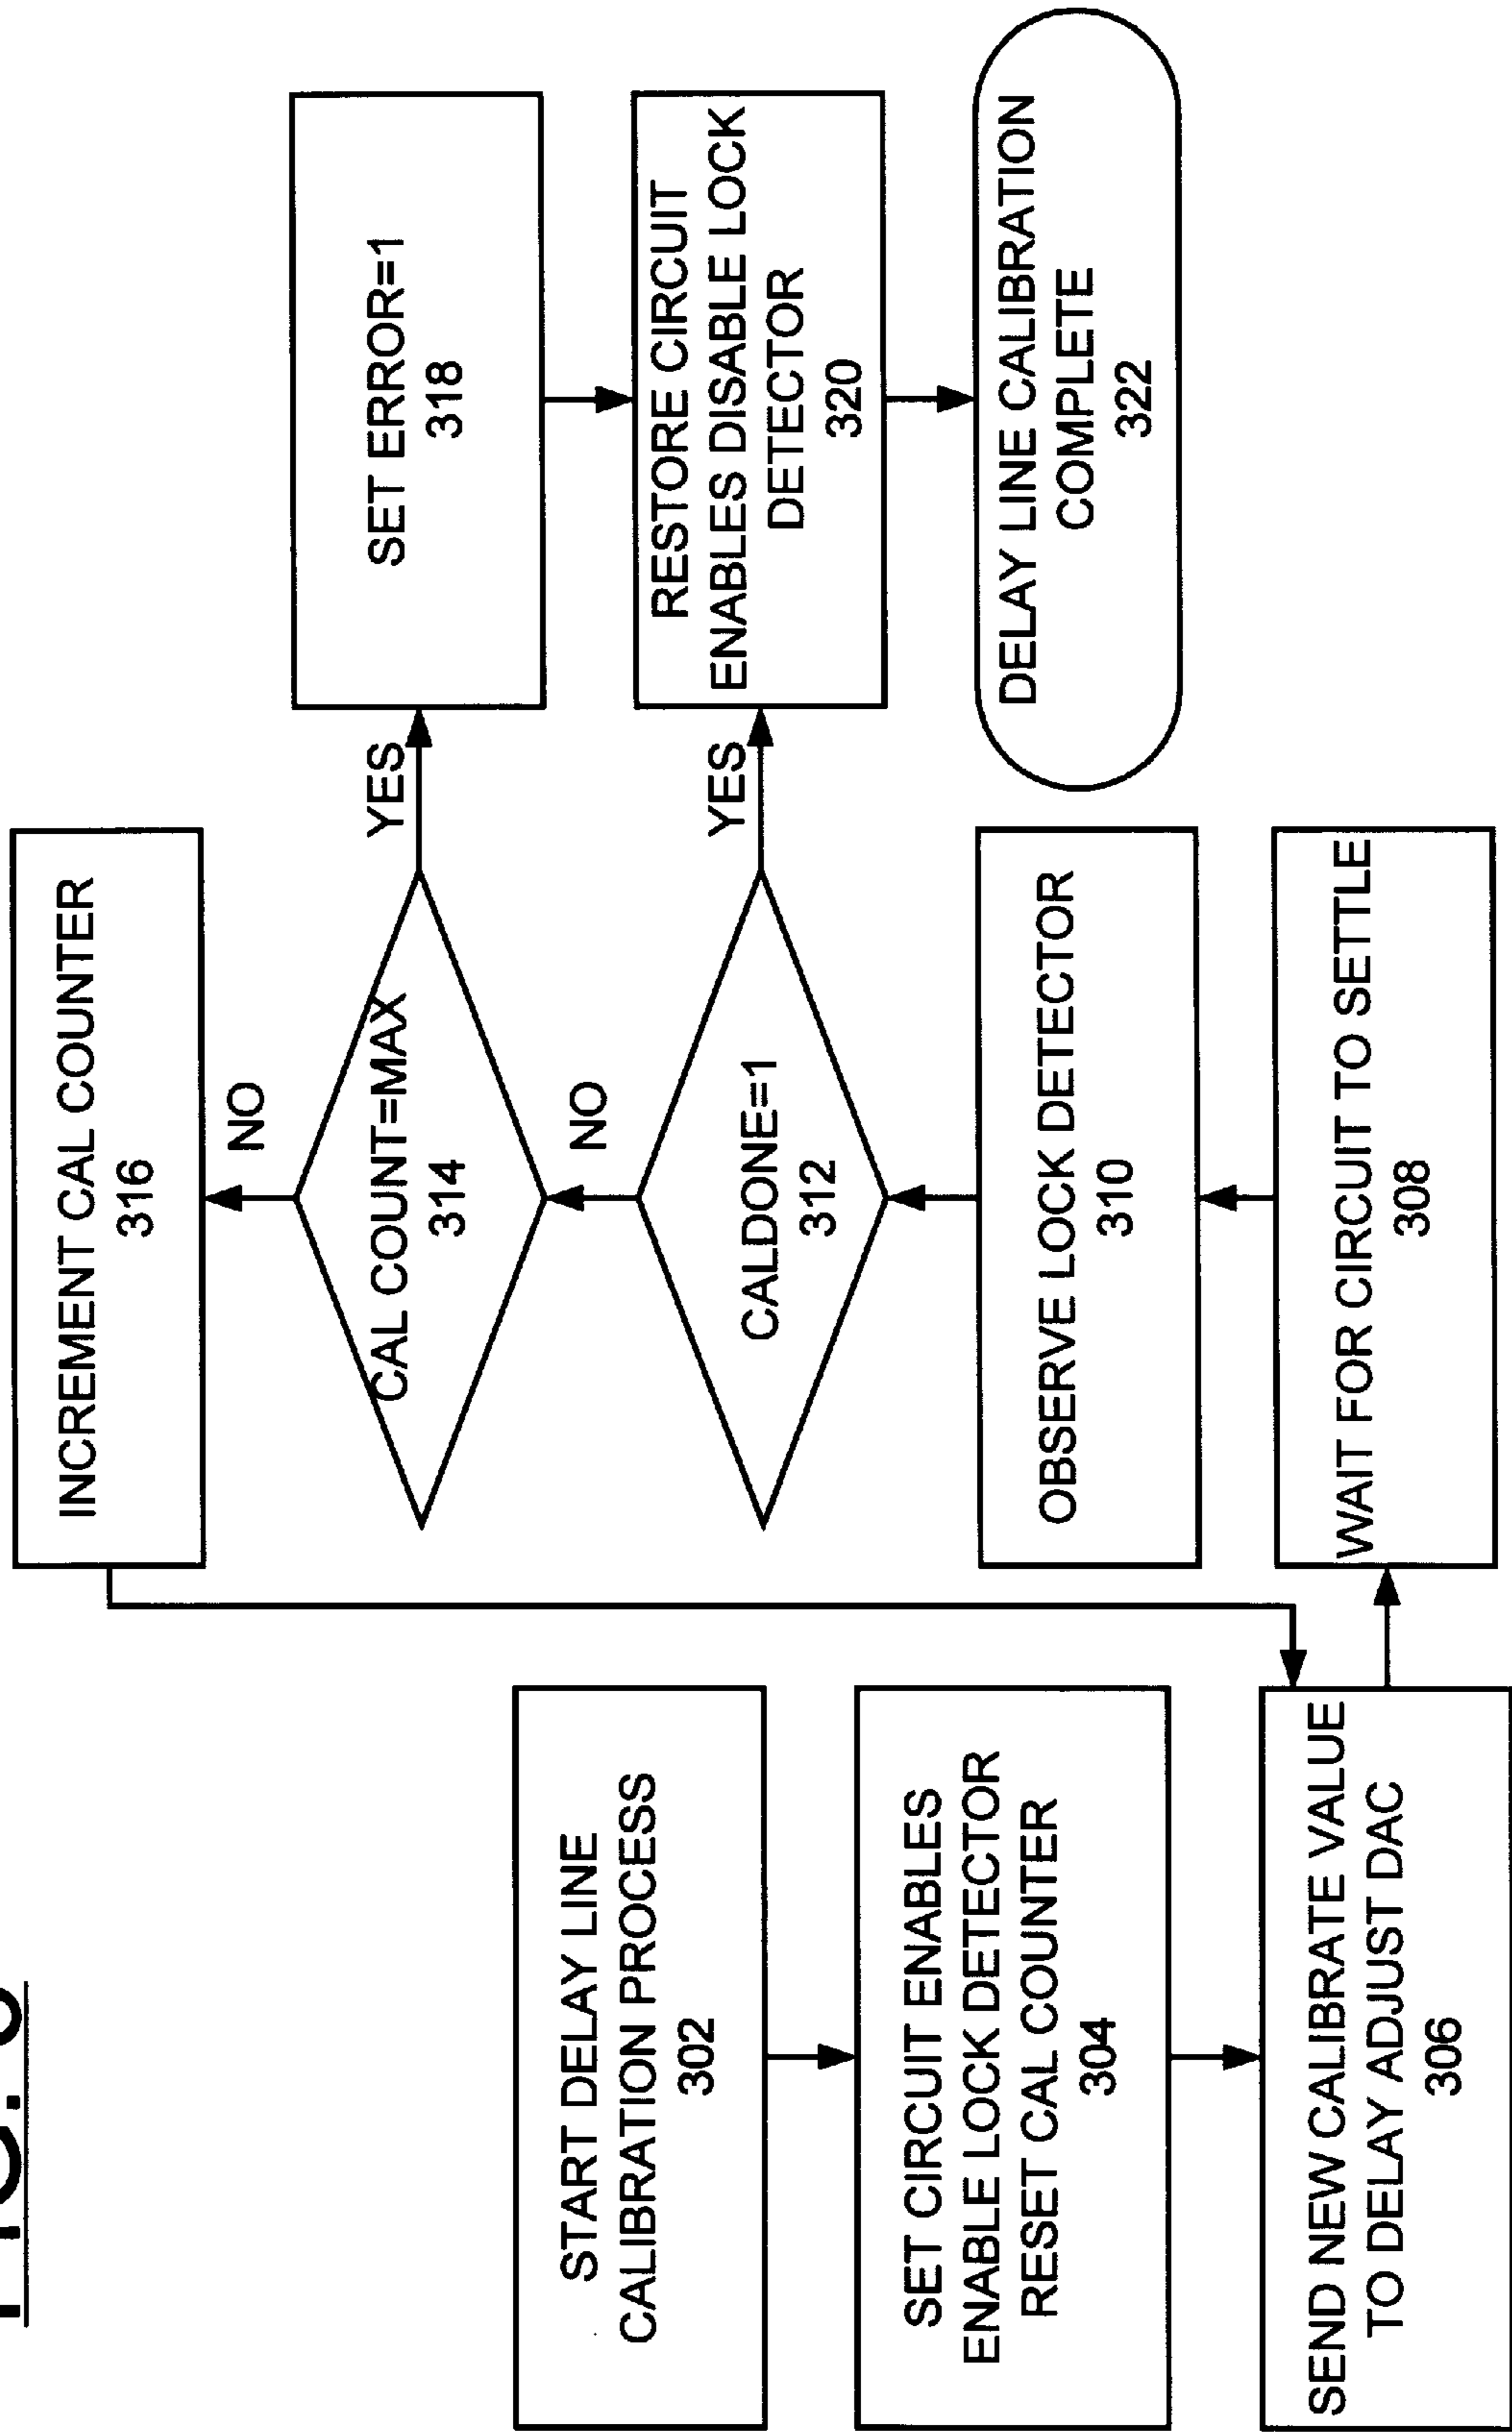 START DELAY LINE
CALIBRATION PROCESS
302
SET CIRCUIT ENABLES
ENABLE LOCK DETECTOR
RESET CAL COUNTER
304
SEND NEW CALIBRATE VALUE
TO DELAY ADJUST DAC
306
INCREMENT CAL COUNTER
316
NO
CAL COUNT=MAX
314
YES
NO
CALDONE=1
312
YES
OBSERVE LOCK DETECTOR
310
WAIT FOR CIRCUIT TO SETTLE
308
SET ERROR=1
318
RESTORE CIRCUIT
ENABLES DISABLE LOCK
DETECTOR
320
DELAY LINE CALIBRATION
COMPLETE
322